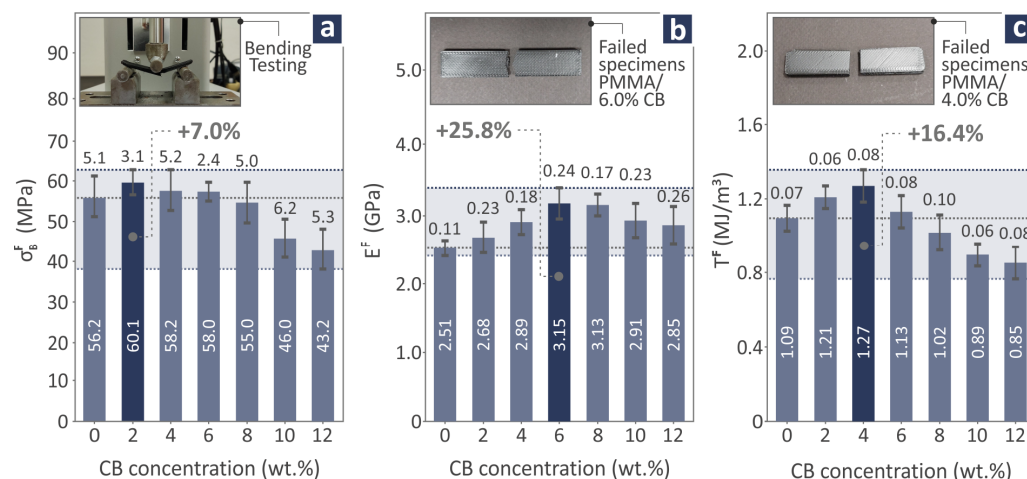 a
Bending
Testing
+7.0%
90
80
70
60
50
40
30
20
10
0
σ_B^F (MPa)
5.1 3.1 5.2 2.4 5.0 6.2 5.3
56.2 60.1 58.2 58.0 55.0 46.0 43.2
0 2 4 6 8 10 12
CB concentration (wt.%)
b
Failed
specimens
PMMA/
6.0% CB
+25.8%
5.0
4.0
3.0
2.0
1.0
0
E^F (GPa)
0.11 0.23 0.18 0.24 0.17 0.23 0.26
2.51 2.68 2.89 3.15 3.13 2.91 2.85
0 2 4 6 8 10 12
CB concentration (wt.%)
c
Failed
specimens
PMMA/
4.0% CB
+16.4%
2.0
1.6
1.2
0.8
0.4
0
T^F (MJ/m³)
0.07 0.06 0.08 0.08 0.10 0.06 0.08
1.09 1.21 1.27 1.13 1.02 0.89 0.85
0 2 4 6 8 10 12
CB concentration (wt.%)